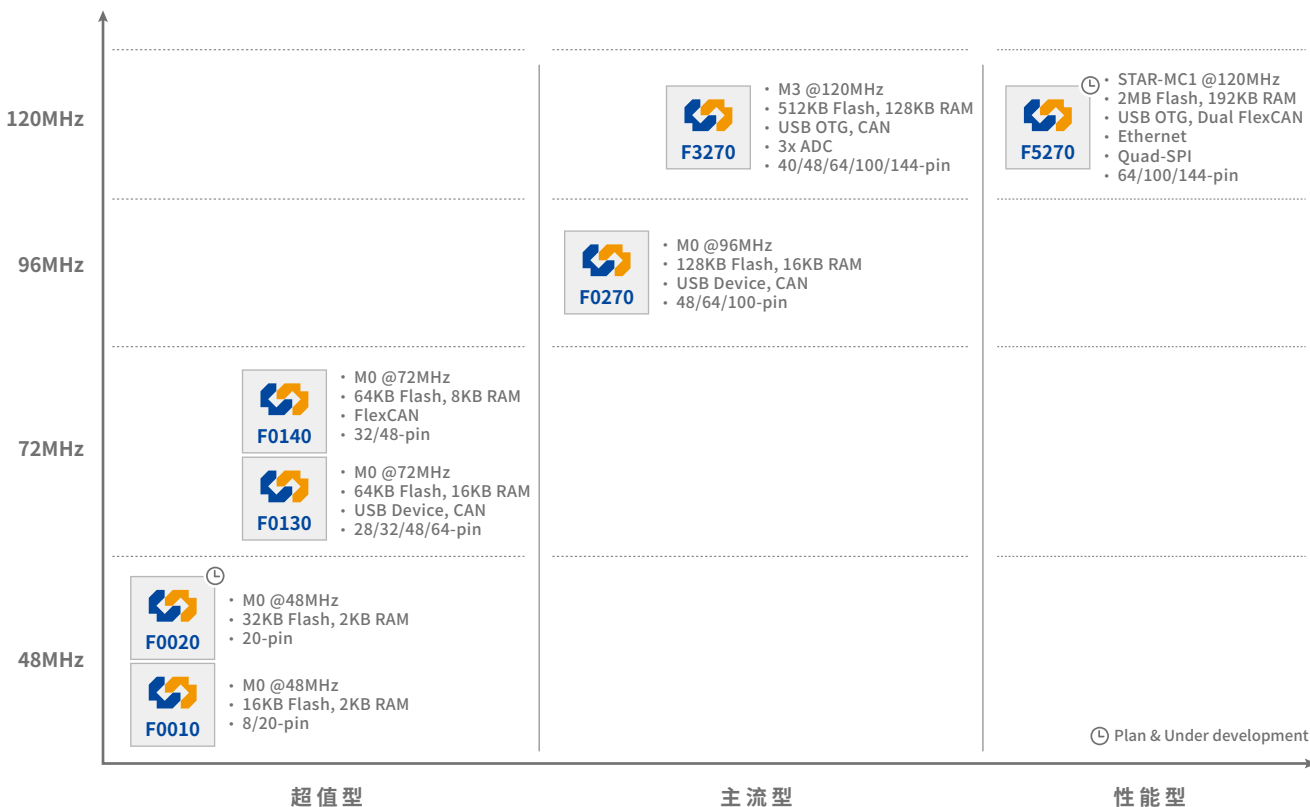 120MHz
F3270
· M3 @120MHz
· 512KB Flash, 128KB RAM
· USB OTG, CAN
· 3x ADC
· 40/48/64/100/144-pin
F5270
· STAR-MC1 @120MHz
· 2MB Flash, 192KB RAM
· USB OTG, Dual FlexCAN
· Ethernet
· Quad-SPI
· 64/100/144-pin
96MHz
F0270
· M0 @96MHz
· 128KB Flash, 16KB RAM
· USB Device, CAN
· 48/64/100-pin
72MHz
F0140
· M0 @72MHz
· 64KB Flash, 8KB RAM
· FlexCAN
· 32/48-pin
F0130
· M0 @72MHz
· 64KB Flash, 16KB RAM
· USB Device, CAN
· 28/32/48/64-pin
48MHz
F0020
· M0 @48MHz
· 32KB Flash, 2KB RAM
· 20-pin
F0010
· M0 @48MHz
· 16KB Flash, 2KB RAM
· 8/20-pin
Plan & Under development
超值型
主流型
性能型